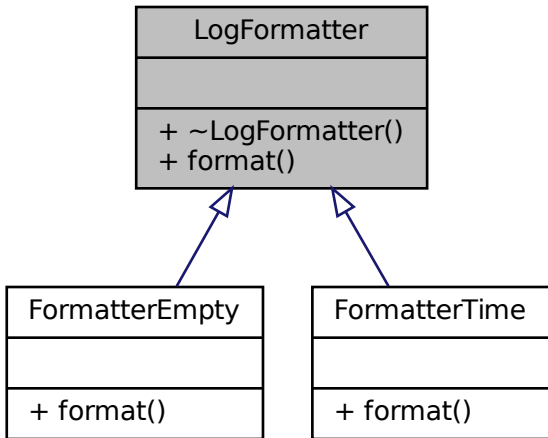 LogFormatter
+ ~LogFormatter()
+ format()
FormatterEmpty
+ format()
FormatterTime
+ format()